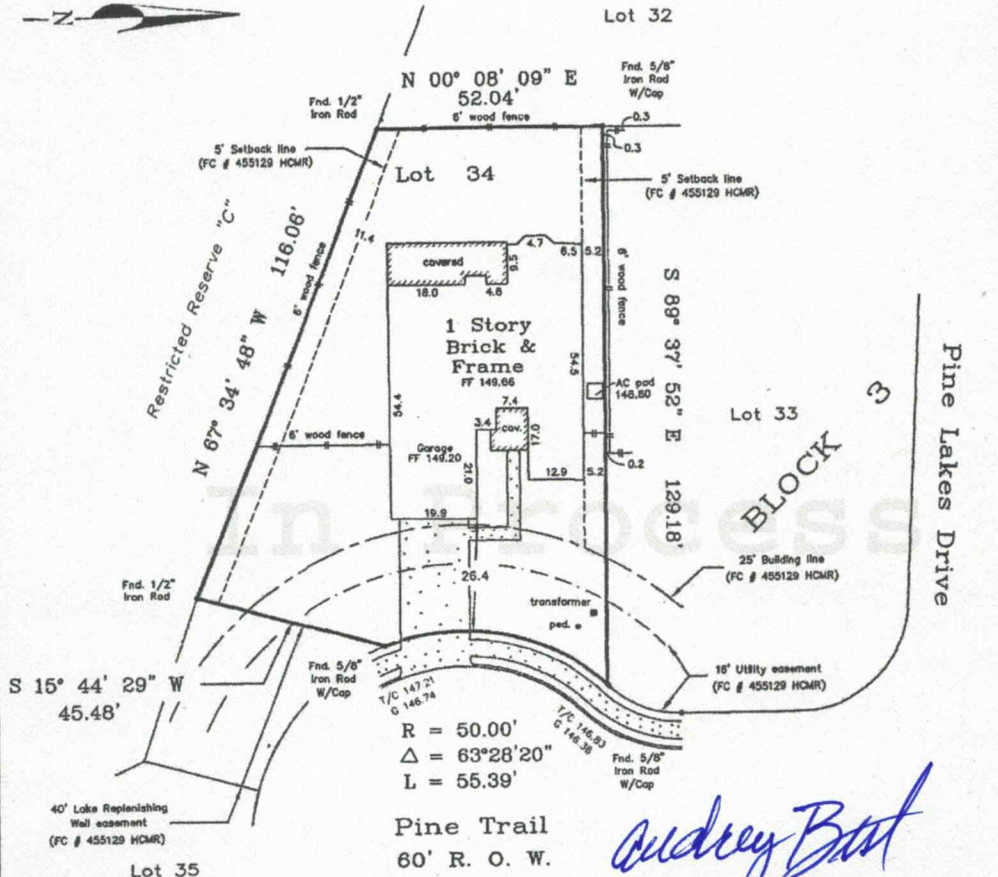 N
Lot 32
N 00° 08' 09" E
52.04'
6' wood fence
Fnd. 5/8"
Iron Rod
W/Cap
Fnd. 1/2"
Iron Rod
0.3
0.3
5' Setback line
(FC # 455129 HCMR)
Lot 34
5' Setback line
(FC # 455129 HCMR)
Restricted Reserve "C"
N 67° 34' 48" W 116.06'
6' wood fence
11.4
covered
4.7
9.5
6.5
5.2
18.0
4.8
6' wood fence
S 89° 37' 52" E 129.18'
1 Story
Brick &
Frame
FF 149.66
54.5
54.4
AC pad
148.80
Lot 33
BLOCK 3
Pine Lakes Drive
7.4
3.4
cov.
17.0
6' wood fence
Garage
FF 149.20
21.0
12.9
5.2
0.2
19.9
In Process
26.4
25' Building line
(FC # 455129 HCMR)
Fnd. 1/2"
Iron Rod
transformer
ped.
S 15° 44' 29" W
45.48'
Fnd. 5/8"
Iron Rod
W/Cap
16' Utility easement
(FC # 455129 HCMR)
T/C 147.21
G 146.74
T/C 146.83
G 146.38
R = 50.00'
Δ = 63°28'20"
L = 55.39'
Fnd. 5/8"
Iron Rod
W/Cap
40' Lake Replenishing
Well easement
(FC # 455129 HCMR)
Pine Trail
60' R. O. W.
Lot 35
Audrey